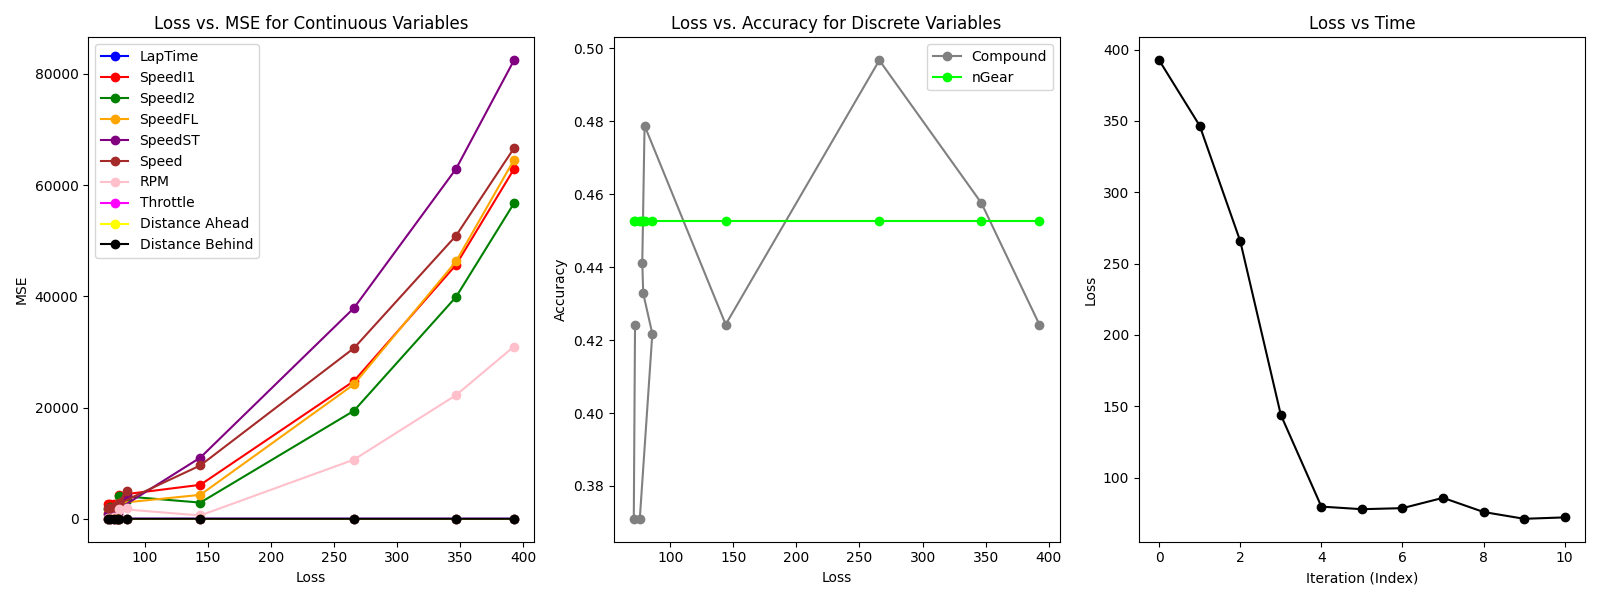 Loss vs. MSE for Continuous Variables
MSE
80000
60000
40000
20000
0
LapTime
SpeedI1
SpeedI2
SpeedFL
SpeedST
Speed
RPM
Throttle
Distance Ahead
Distance Behind
100 150 200 250 300 350 400
Loss
Loss vs. Accuracy for Discrete Variables
Accuracy
0.50
0.48
0.46
0.44
0.42
0.40
0.38
Compound
nGear
100 150 200 250 300 350 400
Loss
Loss vs Time
Loss
400
350
300
250
200
150
100
0 2 4 6 8 10
Iteration (Index)